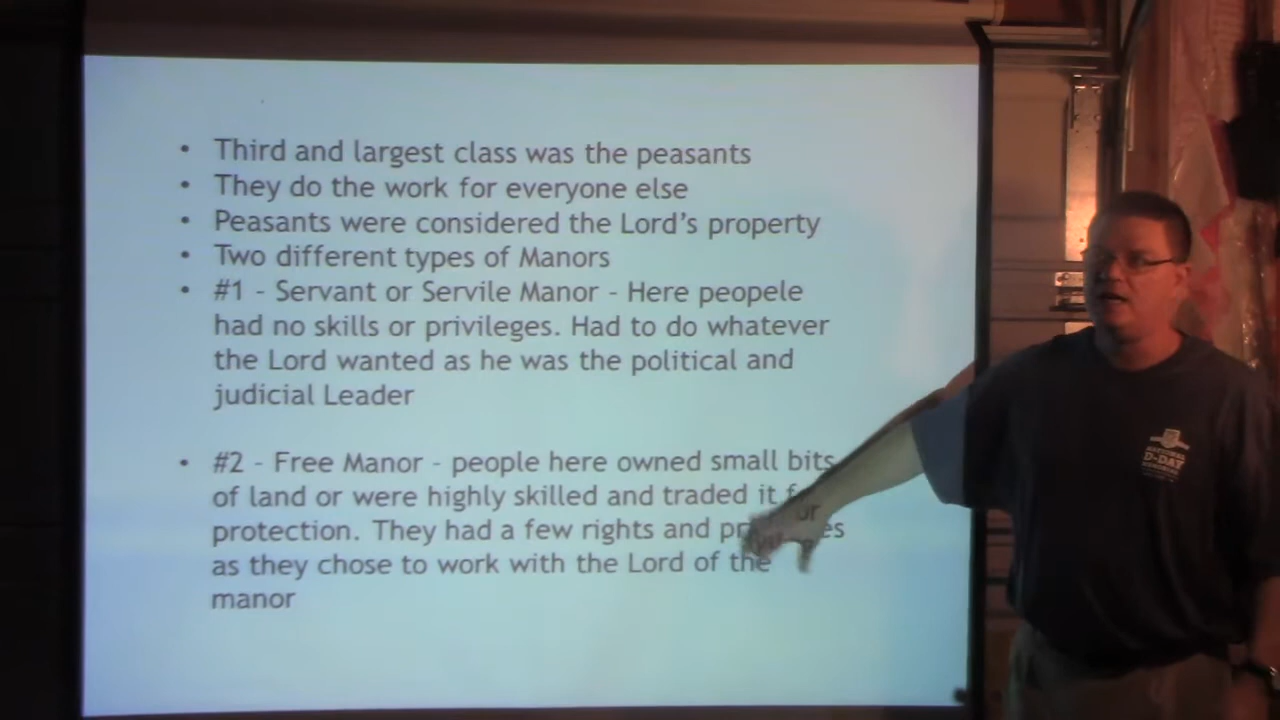 • Third and largest class was the peasants
• They do the work for everyone else
• Peasants were considered the Lord's property
• Two different types of Manors
• #1 - Servant or Servile Manor - Here peopele
had no skills or privileges. Had to do whatever
the Lord wanted as he was the political and
judicial Leader
• #2 - Free Manor - people here owned small bits
of land or were highly skilled and traded it for
protection. They had a few rights and
as they chose to work with the Lord of the
manor
NATIONAL
D-DAY
MEMORIAL